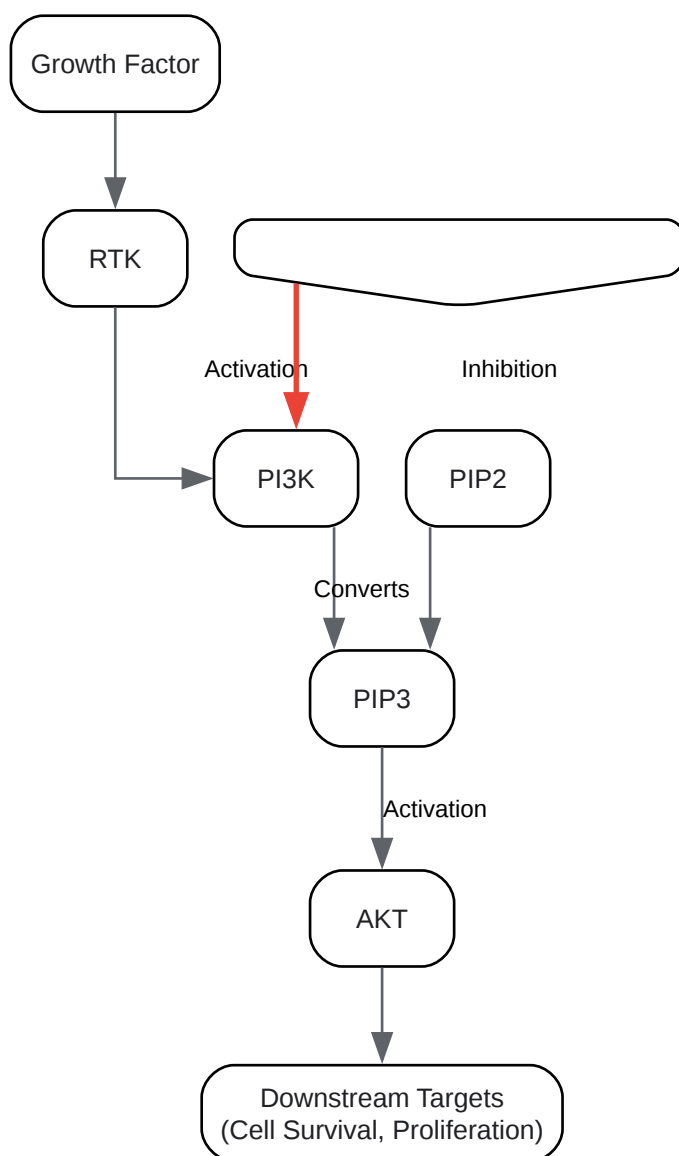 Growth Factor
RTK
Activation
Inhibition
PI3K
PIP2
Converts
PIP3
Activation
AKT
Downstream Targets
(Cell Survival, Proliferation)